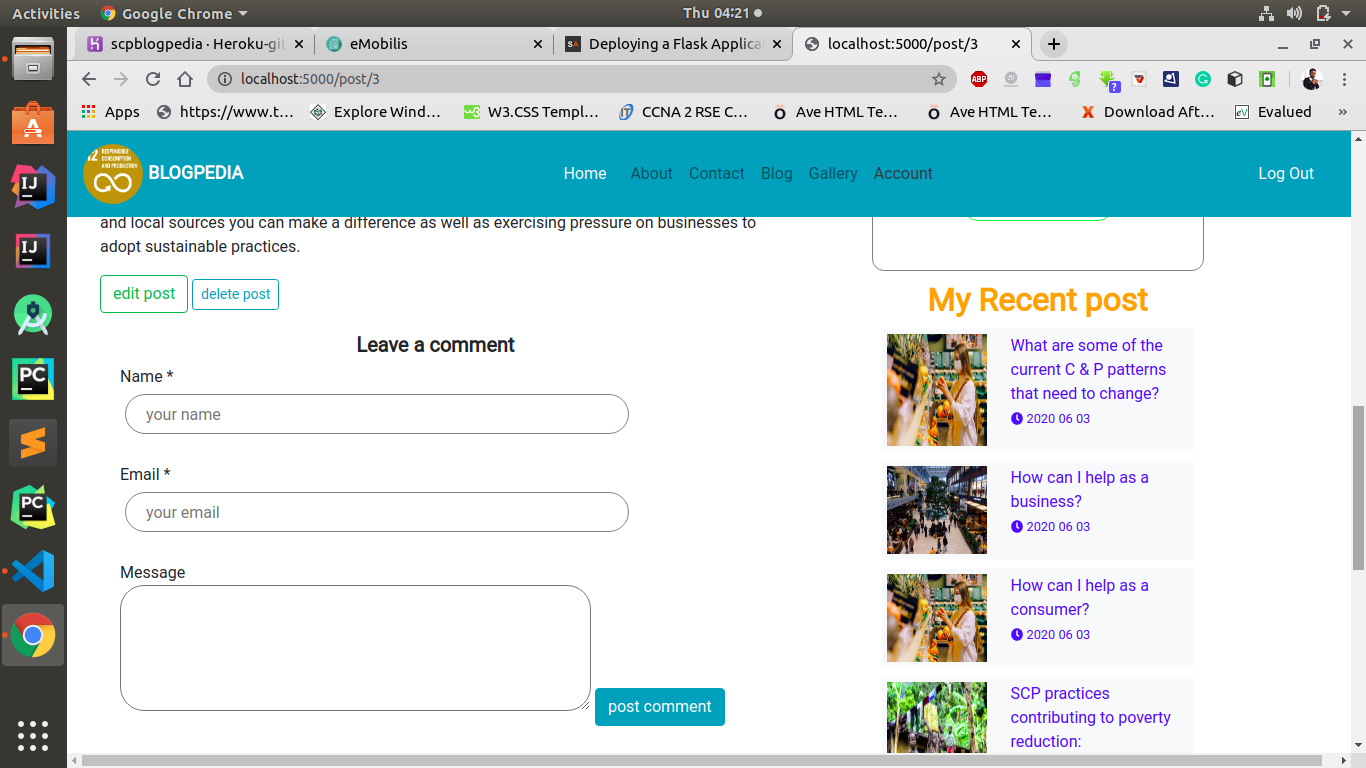 Activities
Google Chrome
Thu 04:21
scpblogpedia · Heroku-git
eMobilis
SA
Deploying a Flask Applica
localhost:5000/post/3
localhost:5000/post/3
ABP
?
Apps
https://www.t...
Explore Wind...
W3.CSS Templ...
CCNA 2 RSE C...
Ave HTML Te...
Ave HTML Te...
Download Aft...
Evalued
»
12 RESPONSIBLE
CONSUMPTION
AND PRODUCTION
BLOGPEDIA
Home
About
Contact
Blog
Gallery
Account
Log Out
and local sources you can make a difference as well as exercising pressure on businesses to
adopt sustainable practices.
edit post
delete post
Leave a comment
Name *
your name
Email *
your email
Message
post comment
My Recent post
What are some of the
current C & P patterns
that need to change?
2020 06 03
How can I help as a
business?
2020 06 03
How can I help as a
consumer?
2020 06 03
SCP practices
contributing to poverty
reduction:
IJ
IJ
PC
PC